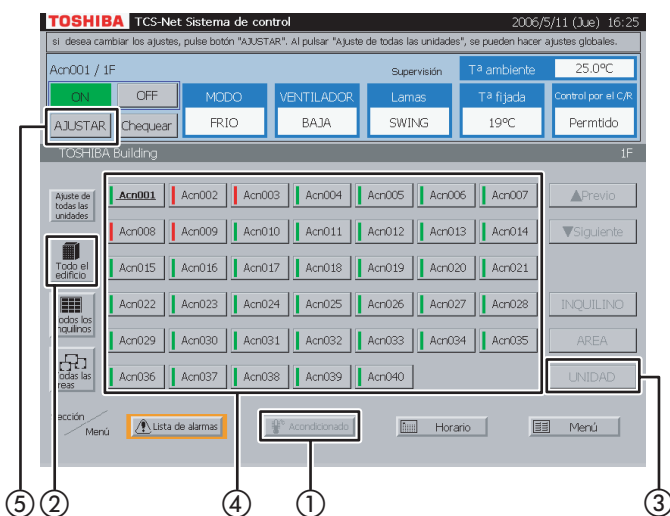 TOSHIBA TCS-Net Sistema de control 2006/5/11 (Jue) 16:25
si desea cambiar los ajustes, pulse botón "AJUSTAR". Al pulsar "Ajuste de todas las unidades", se pueden hacer ajustes globales.
Acn001 / 1F Supervisión Tª ambiente 25.0ºC
ON OFF MODO VENTILADOR Lamas Tª fijada Control por el C/R
AJUSTAR Chequear FRIO BAJA SWING 19ºC Permtido
TOSHIBA Building 1F
Ajuste de
todas las
unidades
Acn001 Acn002 Acn003 Acn004 Acn005 Acn006 Acn007 ▲Previo
Acn008 Acn009 Acn010 Acn011 Acn012 Acn013 Acn014 ▼Siguiente
Todo el
edificio
Acn015 Acn016 Acn017 Acn018 Acn019 Acn020 Acn021
Acn022 Acn023 Acn024 Acn025 Acn026 Acn027 Acn028 INQUILINO
odos los
nquilinos
Acn029 Acn030 Acn031 Acn032 Acn033 Acn034 Acn035 AREA
odas las
reas
Acn036 Acn037 Acn038 Acn039 Acn040 UNIDAD
ección
Menú
Lista de alarmas Acondicionado Horario Menú
⑤ ② ④ ① ③